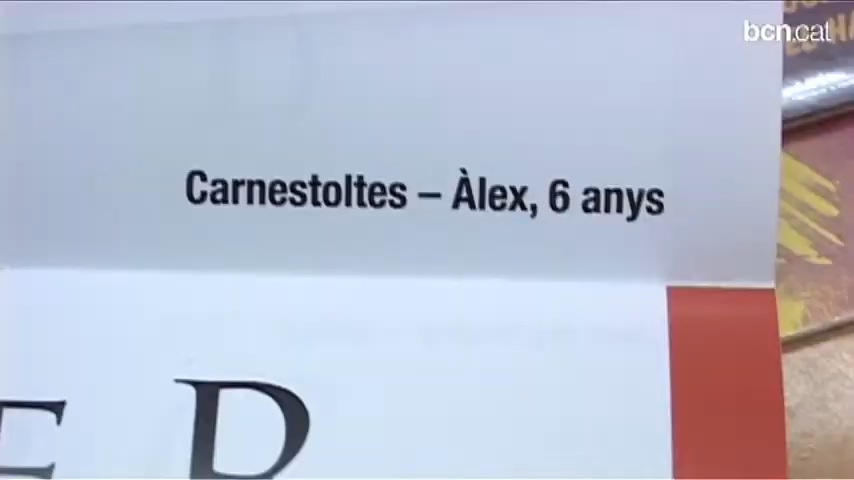 bcn.cat
Carnestoltes – Àlex, 6 anys